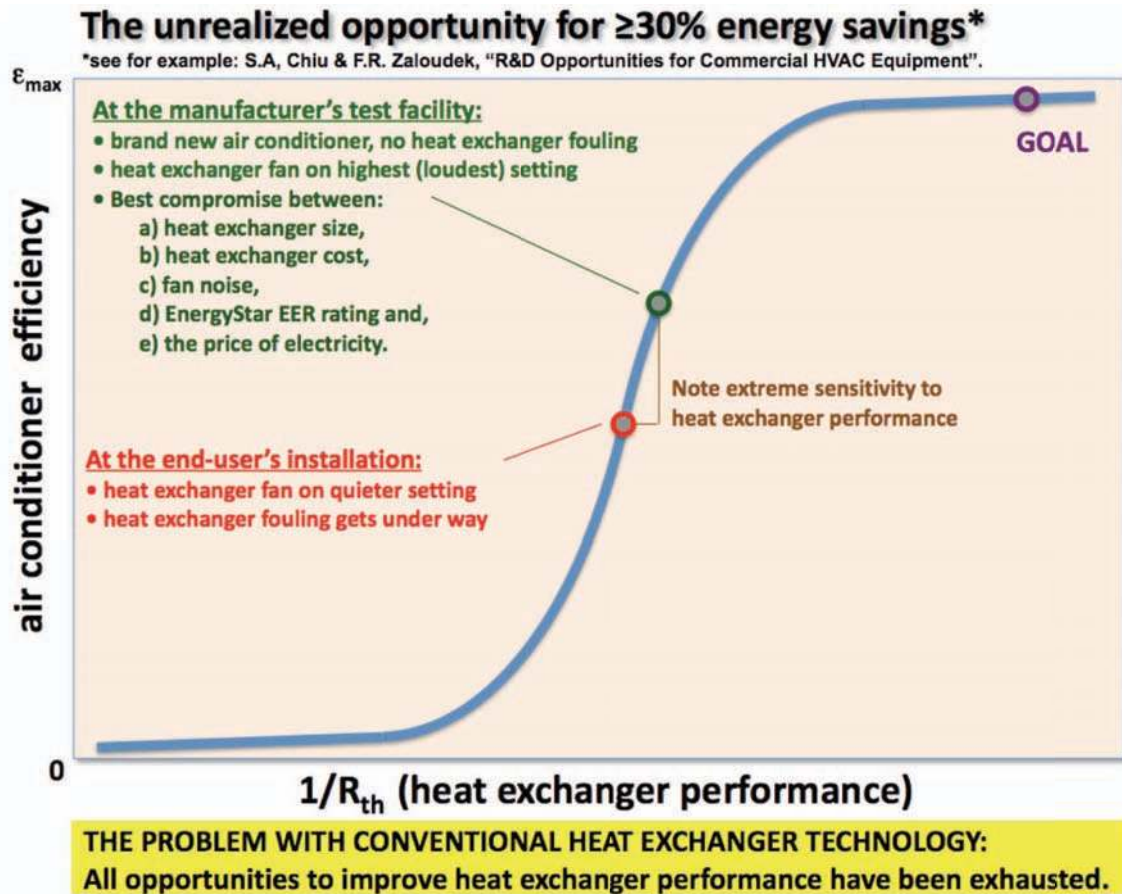 The unrealized opportunity for ≥30% energy savings*
*see for example: S.A, Chiu & F.R. Zaloudek, “R&D Opportunities for Commercial HVAC Equipment”.
εmax
At the manufacturer’s test facility:
• brand new air conditioner, no heat exchanger fouling
• heat exchanger fan on highest (loudest) setting
• Best compromise between:
a) heat exchanger size,
b) heat exchanger cost,
c) fan noise,
d) EnergyStar EER rating and,
e) the price of electricity.
GOAL
air conditioner efficiency
Note extreme sensitivity to
heat exchanger performance
At the end-user’s installation:
• heat exchanger fan on quieter setting
• heat exchanger fouling gets under way
0
1/Rth (heat exchanger performance)
THE PROBLEM WITH CONVENTIONAL HEAT EXCHANGER TECHNOLOGY:
All opportunities to improve heat exchanger performance have been exhausted.